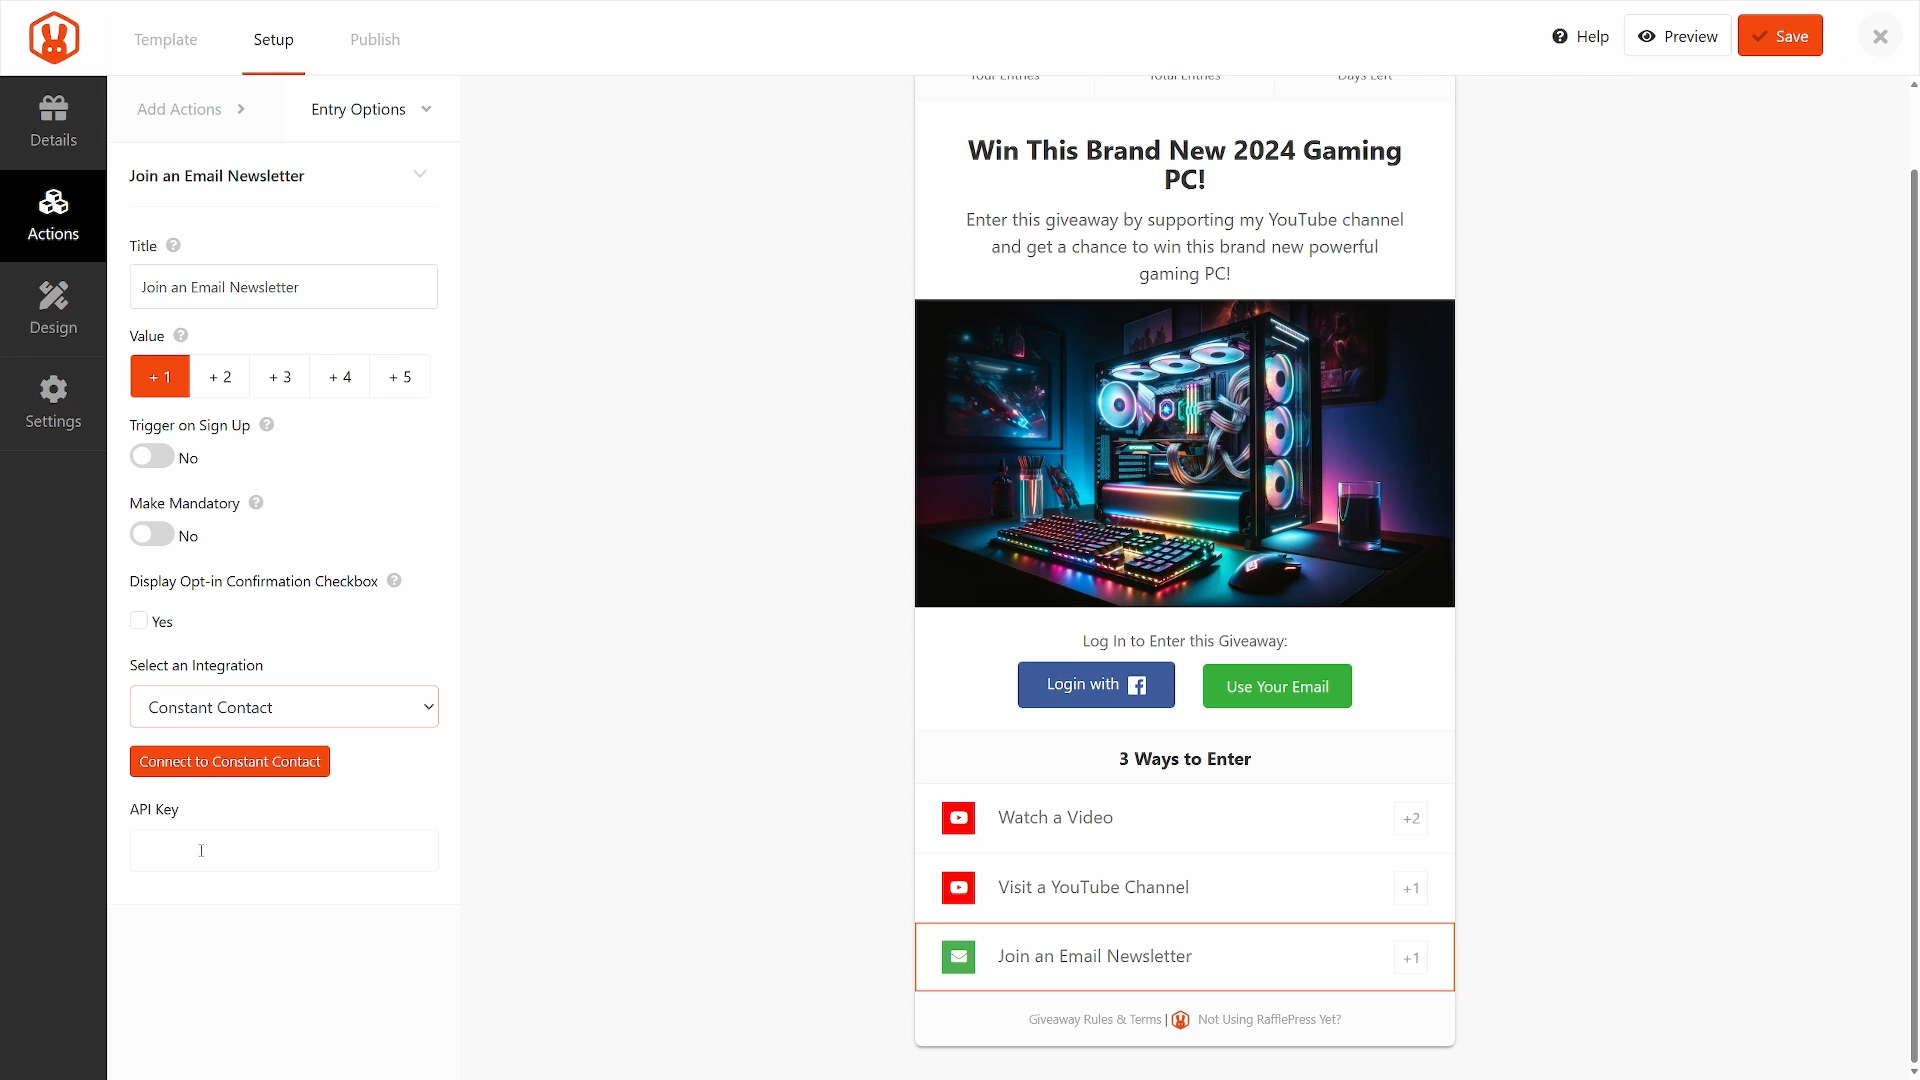 Template
Setup
Publish
Help
Preview
Save
Details
Actions
Design
Settings
Add Actions
Entry Options
Join an Email Newsletter
Title
Join an Email Newsletter
Value
+ 1
+ 2
+ 3
+ 4
+ 5
Trigger on Sign Up
No
Make Mandatory
No
Display Opt-in Confirmation Checkbox
Yes
Select an Integration
Constant Contact
Connect to Constant Contact
API Key
Your Entries
Total Entries
Days Left
Win This Brand New 2024 Gaming
PC!
Enter this giveaway by supporting my YouTube channel
and get a chance to win this brand new powerful
gaming PC!
Log In to Enter this Giveaway:
Login with
Use Your Email
3 Ways to Enter
Watch a Video
+2
Visit a YouTube Channel
+1
Join an Email Newsletter
+1
Giveaway Rules & Terms | Not Using RafflePress Yet?